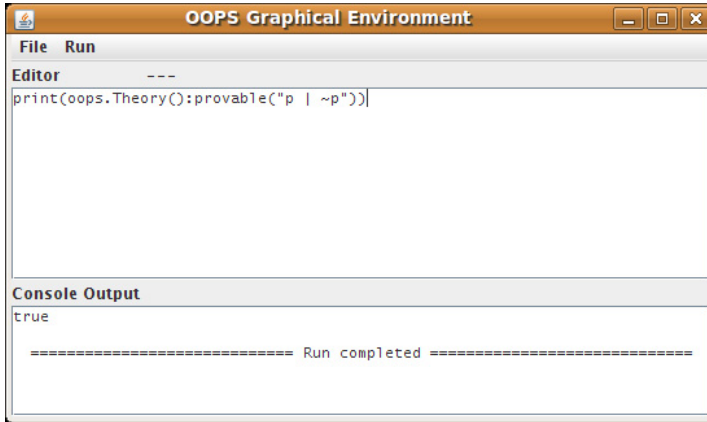 OOPS Graphical Environment
File Run
Editor ---
print(oops.Theory():provable("p | ~p"))
Console Output
true
============================= Run completed =============================